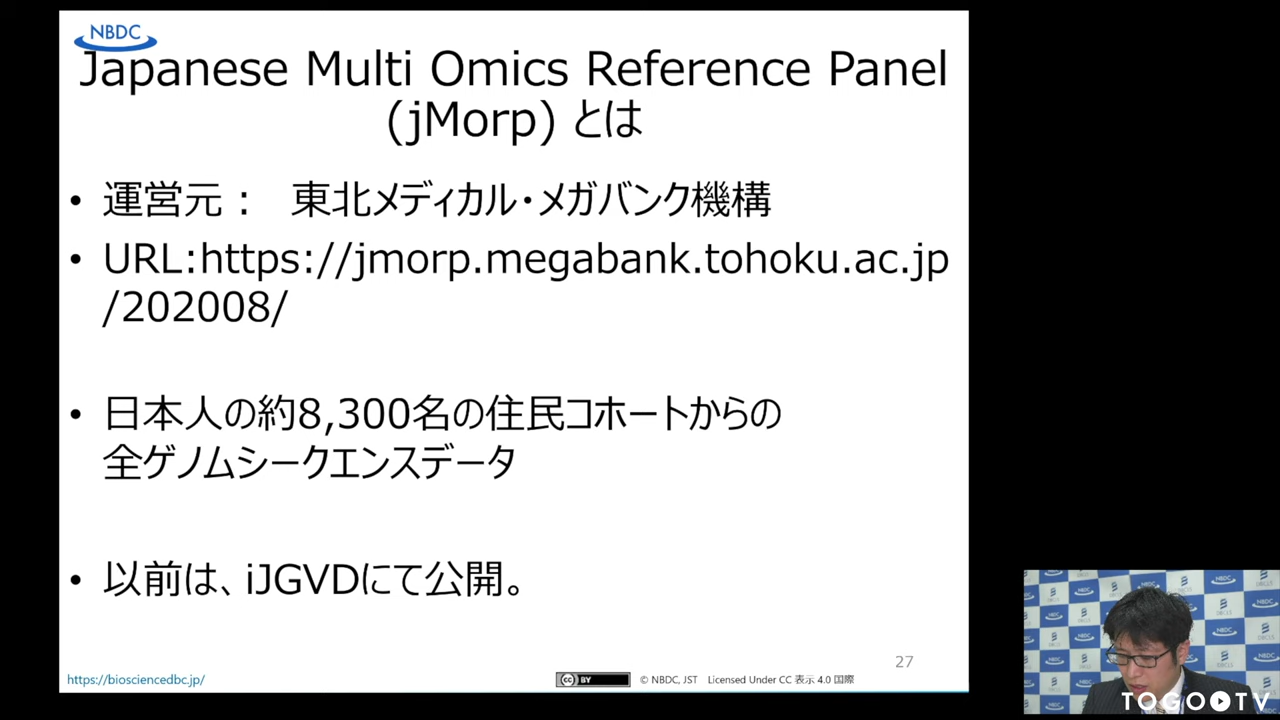 NBDC
Japanese Multi Omics Reference Panel
(jMorp) とは
• 運営元： 東北メディカル・メガバンク機構
• URL:https://jmorp.megabank.tohoku.ac.jp
/202008/
• 日本人の約8,300名の住民コホートからの
全ゲノムシークエンスデータ
• 以前は、iJGVDにて公開。
27
https://biosciencedbc.jp/
cc BY
© NBDC, JST Licensed Under CC 表示 4.0 国際
NBDC
DBCLS
TOGO TV